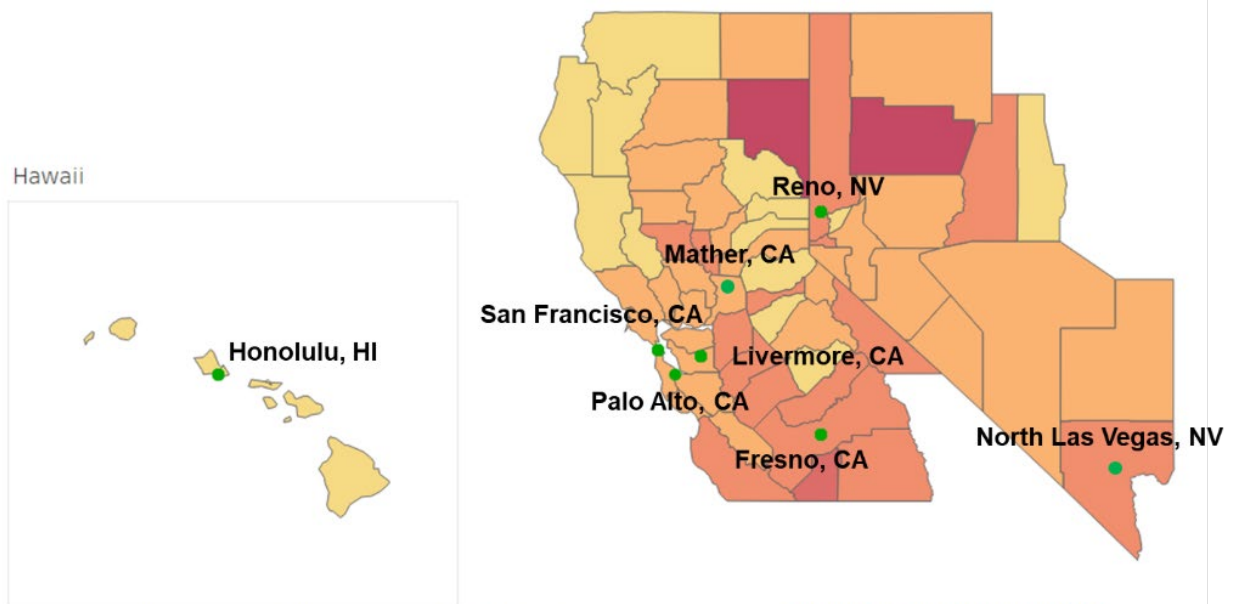 Hawaii
Reno, NV
Mather, CA
San Francisco, CA
Honolulu, HI
Livermore, CA
Palo Alto, CA
North Las Vegas, NV
Fresno, CA